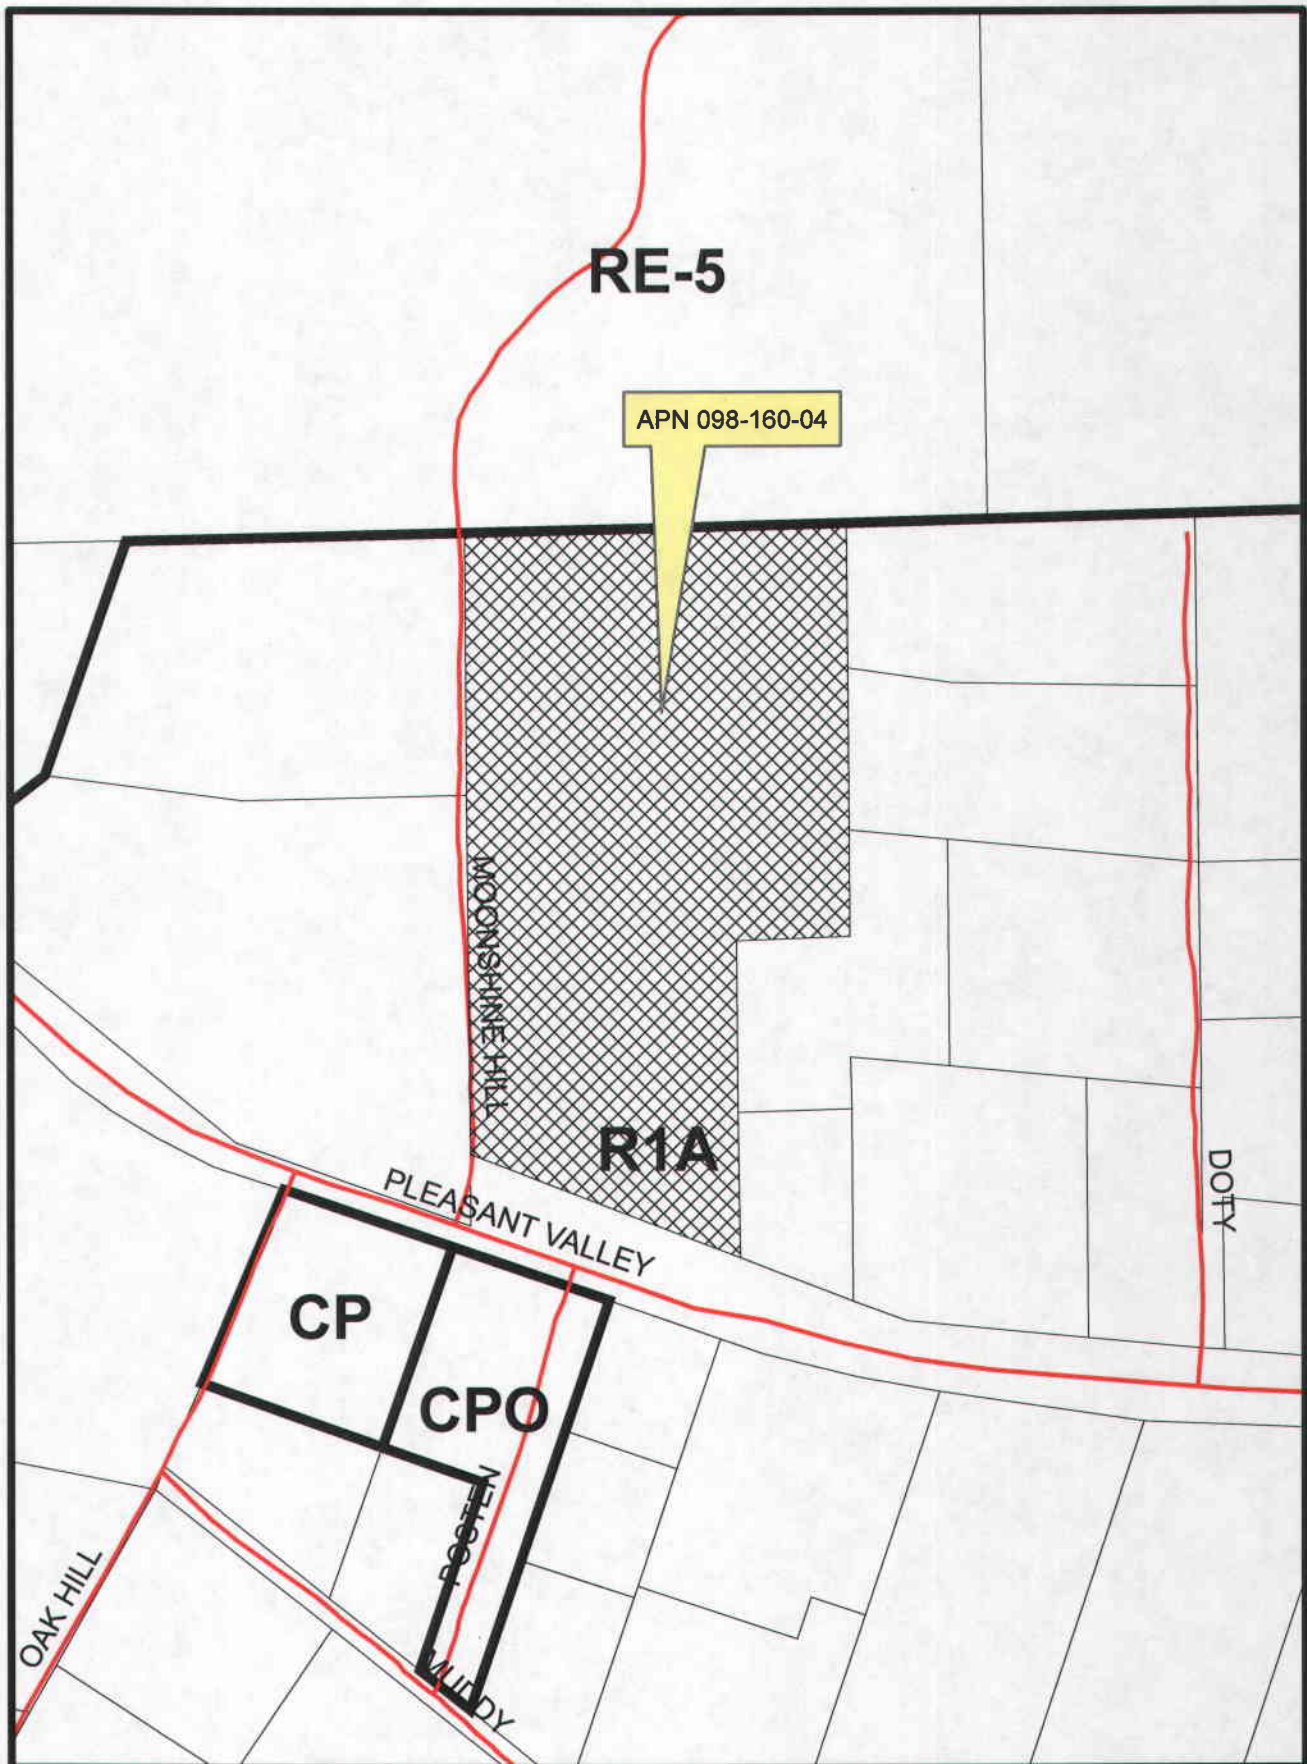 RE-5
APN 098-160-04
MOONSHINE HILL
R1A
DOTY
PLEASANT VALLEY
CP
CPO
POSTEN
OAK HILL
MUDDY